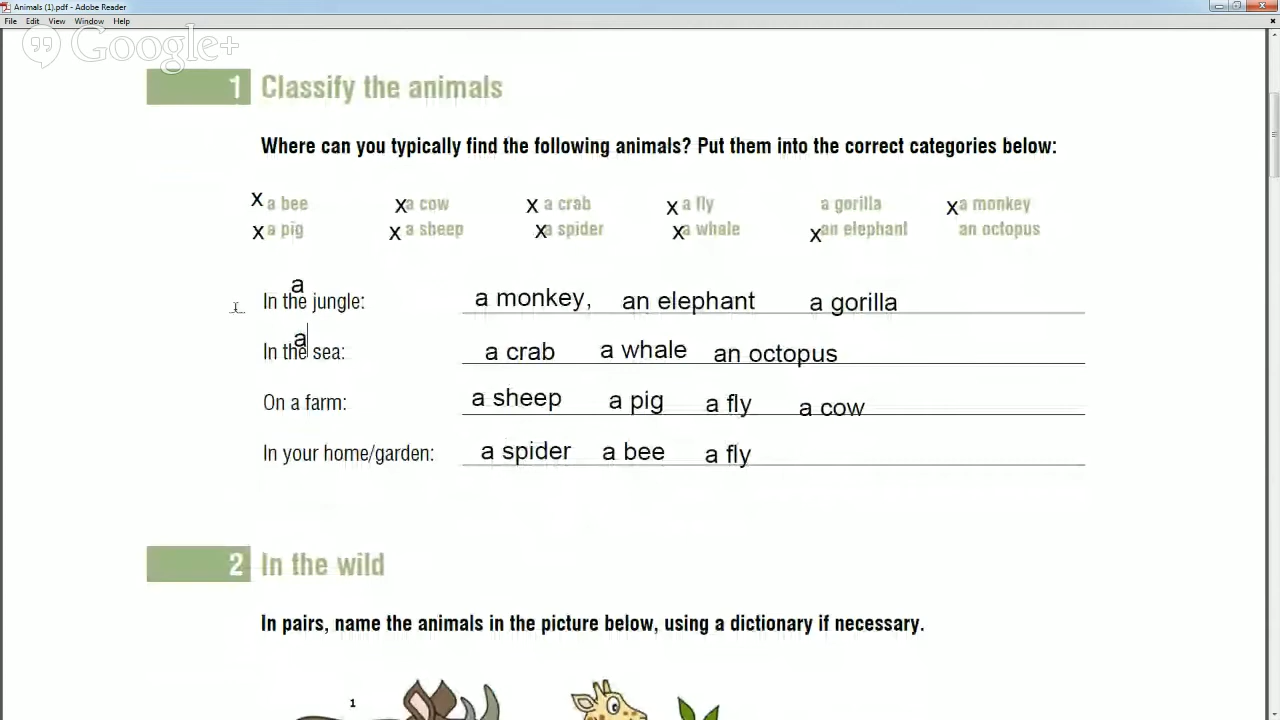 Animals (1).pdf - Adobe Reader
File Edit View Window Help
Google+
1 Classify the animals
Where can you typically find the following animals? Put them into the correct categories below:
x a bee x a cow x a crab x a fly a gorilla x a monkey
x a pig x a sheep x a spider x a whale x an elephant an octopus
a
In the jungle: a monkey, an elephant a gorilla
a
In the sea: a crab a whale an octopus
On a farm: a sheep a pig a fly a cow
In your home/garden: a spider a bee a fly
2 In the wild
In pairs, name the animals in the picture below, using a dictionary if necessary.
1